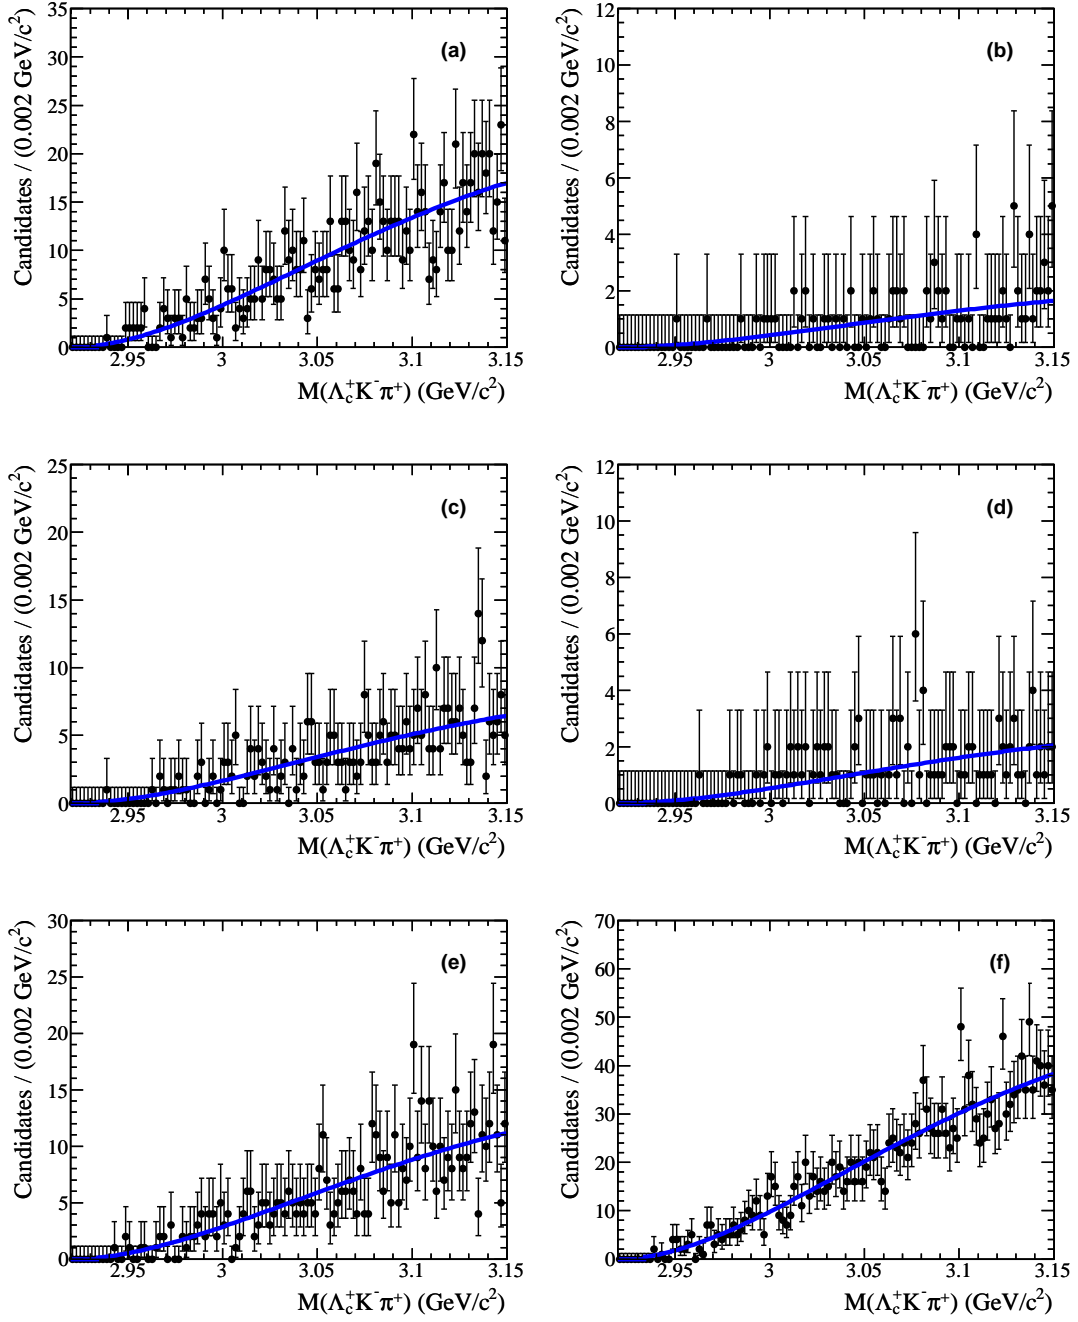 Candidates / (0.002 GeV/c²)
35
30
25
20
15
10
5
0
(a)
2.95 3 3.05 3.1 3.15
M(Λc⁺K⁻π⁺) (GeV/c²)
Candidates / (0.002 GeV/c²)
12
10
8
6
4
2
0
(b)
2.95 3 3.05 3.1 3.15
M(Λc⁺K⁻π⁺) (GeV/c²)
Candidates / (0.002 GeV/c²)
25
20
15
10
5
0
(c)
2.95 3 3.05 3.1 3.15
M(Λc⁺K⁻π⁺) (GeV/c²)
Candidates / (0.002 GeV/c²)
12
10
8
6
4
2
0
(d)
2.95 3 3.05 3.1 3.15
M(Λc⁺K⁻π⁺) (GeV/c²)
Candidates / (0.002 GeV/c²)
30
25
20
15
10
5
0
(e)
2.95 3 3.05 3.1 3.15
M(Λc⁺K⁻π⁺) (GeV/c²)
Candidates / (0.002 GeV/c²)
70
60
50
40
30
20
10
0
(f)
2.95 3 3.05 3.1 3.15
M(Λc⁺K⁻π⁺) (GeV/c²)